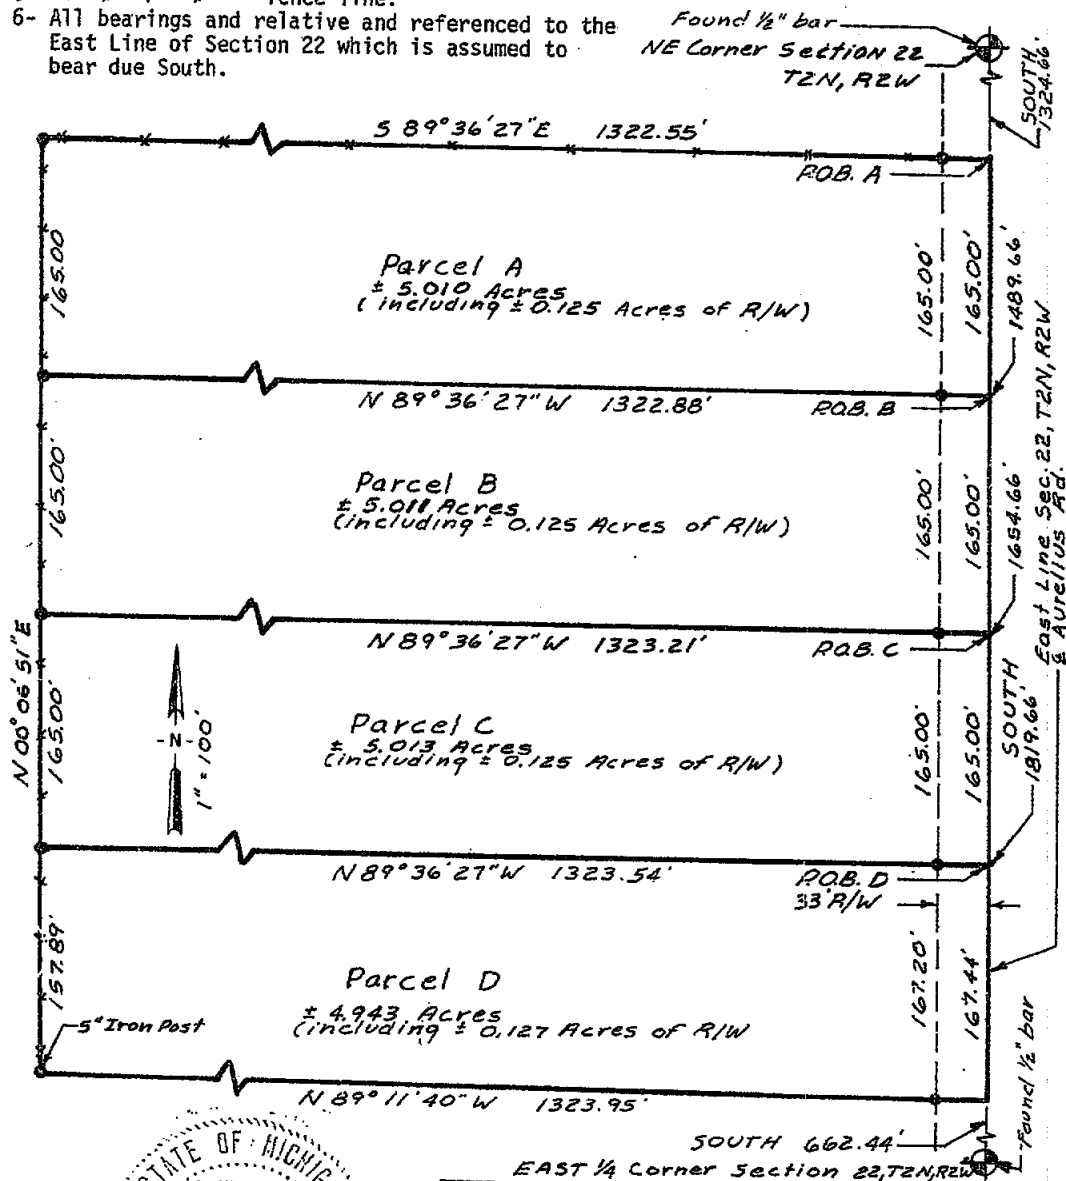 fence line.
6- All bearings and relative and referenced to the
East Line of Section 22 which is assumed to
bear due South.
Found ½" bar
NE Corner Section 22
T2N, R2W
SOUTH,
1324.66'
S 89°36'27"E 1322.55'
P.O.B. A
165.00
Parcel A
± 5.010 Acres
(including ± 0.125 Acres of R/W)
165.00'
165.00'
1489.66'
N 89°36'27"W 1322.88'
P.O.B. B
165.00'
Parcel B
± 5.011 Acres
(including ± 0.125 Acres of R/W)
165.00'
165.00'
1654.66'
East Line Sec. 22, T2N, R2W
& Aurelius Rd.
N 89°36'27"W 1323.21'
P.O.B. C
N 00°06'51"E
165.00'
-N-
1"=100'
Parcel C
± 5.013 Acres
(including ± 0.125 Acres of R/W)
165.00'
165.00'
SOUTH
1819.66'
N 89°36'27"W 1323.54'
P.O.B. D
33' R/W
157.89'
Parcel D
± 4.943 Acres
(including ± 0.127 Acres of R/W
167.20'
167.44'
5" Iron Post
N 89°11'40"W 1323.95'
Found ½" bar
SOUTH 662.44'
EAST ¼ Corner Section 22, T2N, R2W
STATE OF MICHIG